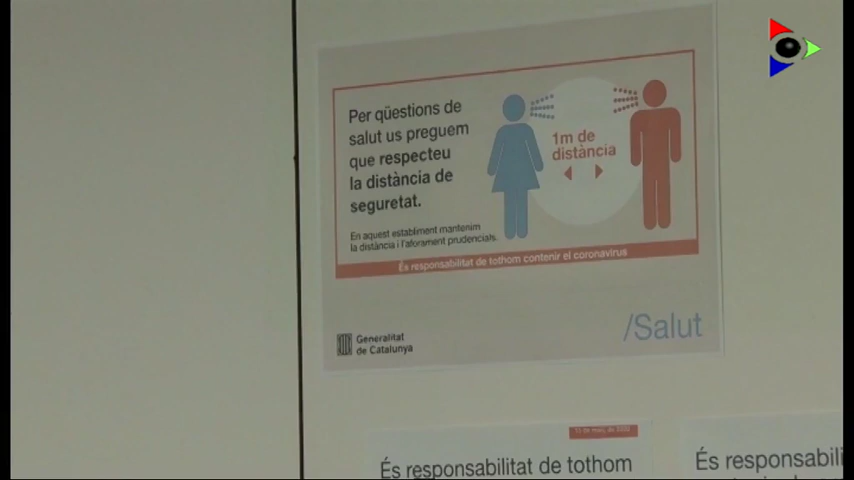 Per qüestions de
salut us preguem
que respecteu
la distància de
seguretat.
En aquest establiment mantenim
la distància i l'aforament prudencials.
1m de
distància
És responsabilitat de tothom contenir el coronavirus
Generalitat
de Catalunya
/Salut
És responsabilitat de tothom
És responsabili